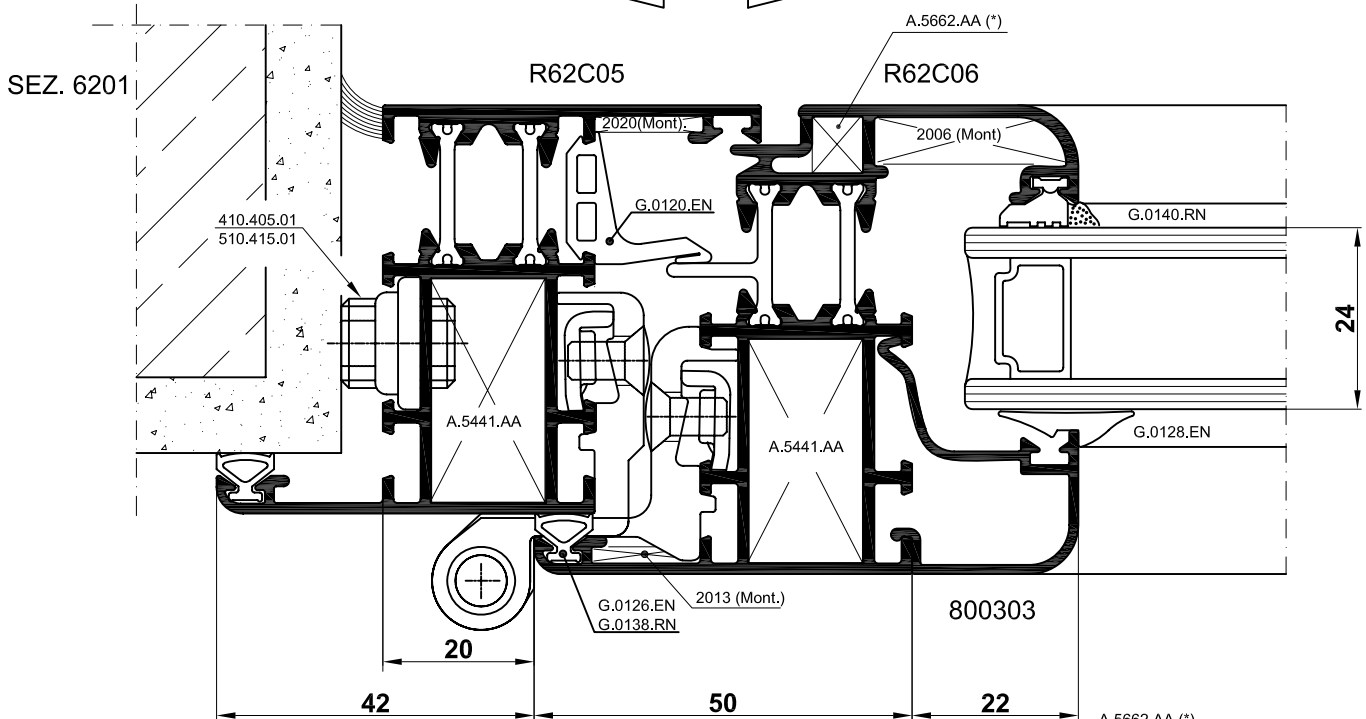 A.5662.AA (*)
SEZ. 6201
R62C05
R62C06
2020(Mont).
2006 (Mont)
G.0120.EN
G.0140.RN
410.405.01
510.415.01
24
A.5441.AA
A.5441.AA
G.0128.EN
2013 (Mont.)
G.0126.EN
G.0138.RN
800303
20
42
50
22
A.5662.AA (*)